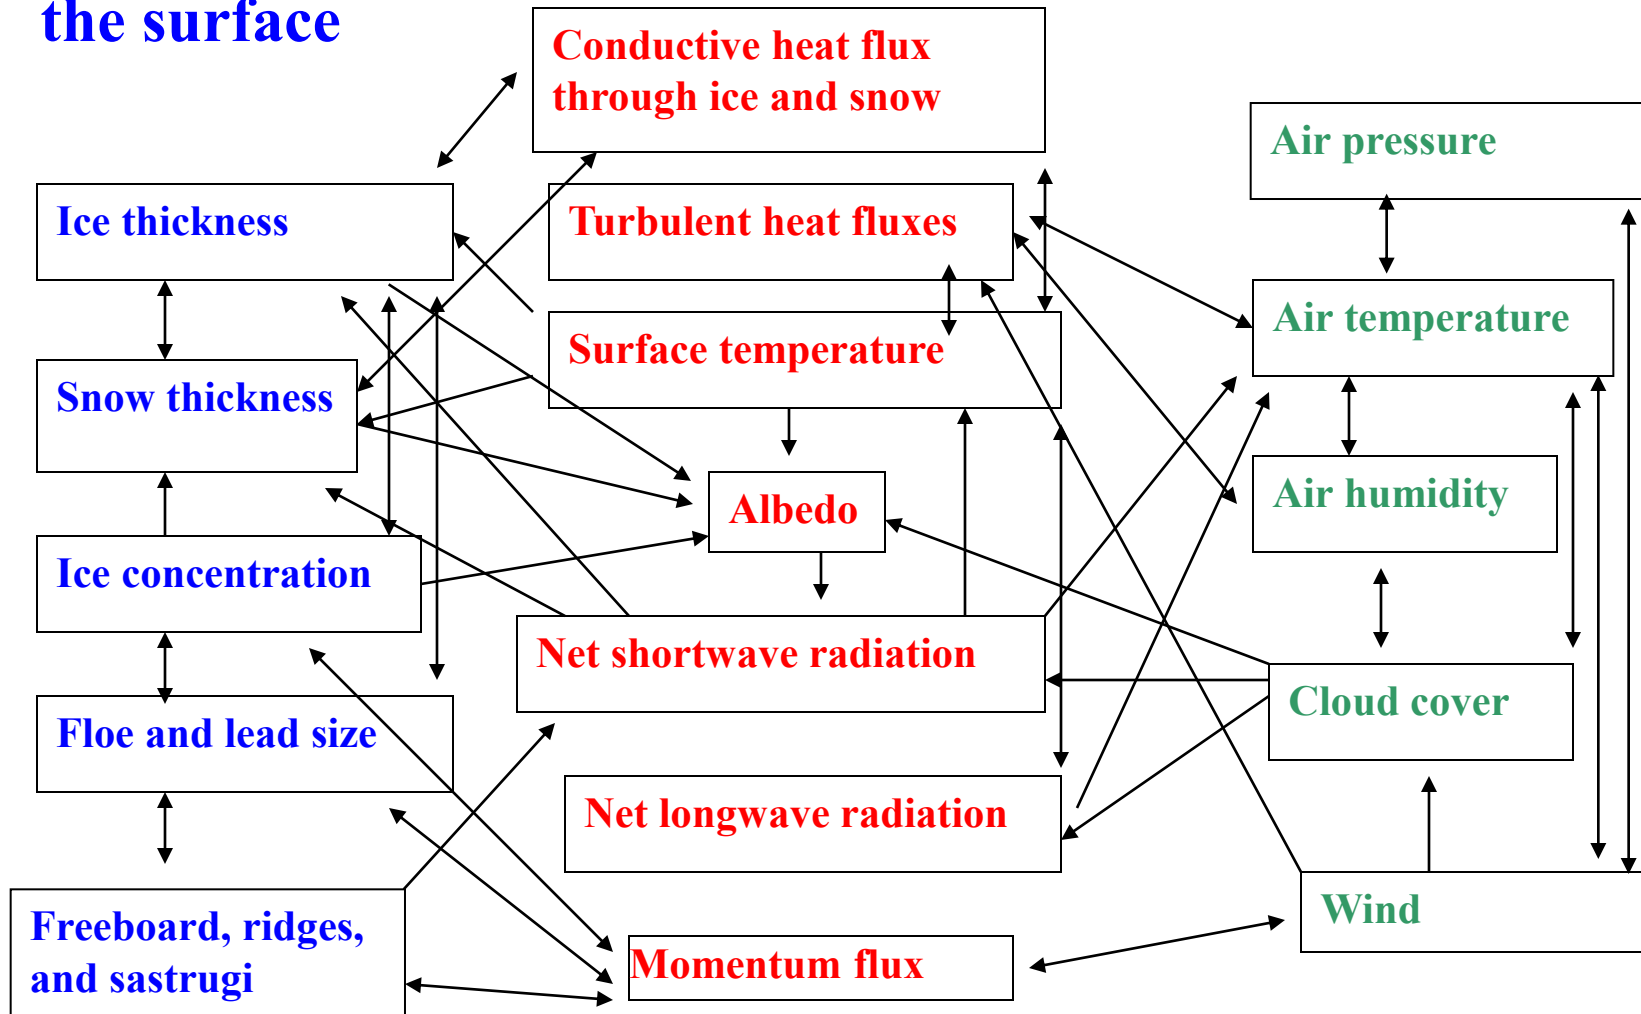 the surface
Conductive heat flux
through ice and snow
Air pressure
Ice thickness
Turbulent heat fluxes
Air temperature
Surface temperature
Snow thickness
Air humidity
Albedo
Ice concentration
Net shortwave radiation
Cloud cover
Floe and lead size
Net longwave radiation
Wind
Freeboard, ridges,
and sastrugi
Momentum flux